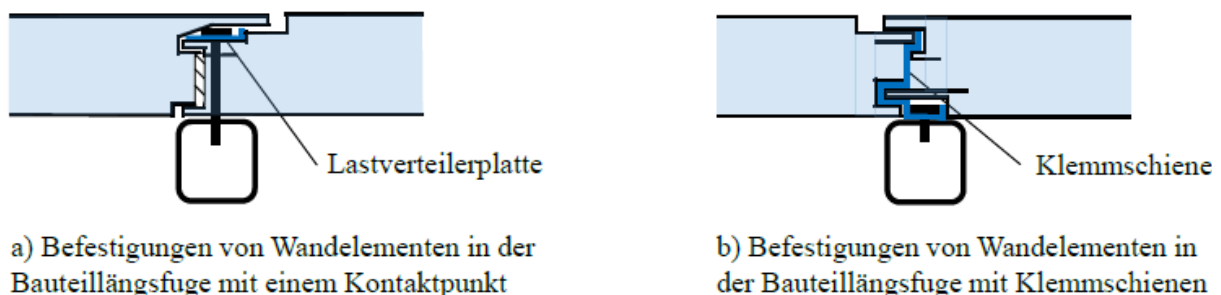 Lastverteilerplatte
Klemmschiene
a) Befestigungen von Wandelementen in der
Bauteillängsfuge mit einem Kontaktpunkt
b) Befestigungen von Wandelementen in
der Bauteillängsfuge mit Klemmschienen